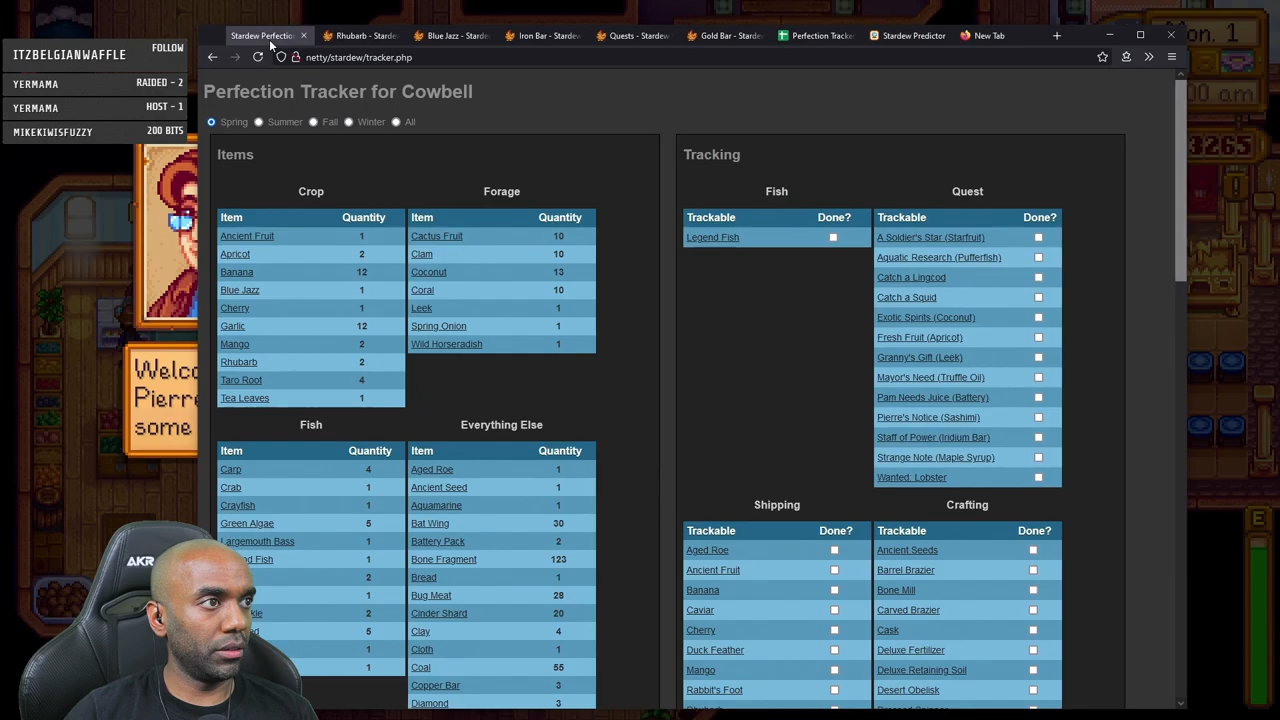 ITZBELGIANWAFFLE FOLLOW
YERMAMA RAIDED - 2
YERMAMA HOST - 1
MIKEKIWISFUZZY 200 BITS
Stardew Perfection
Rhubarb - Stardew
Blue Jazz - Stardew
Iron Bar - Stardew
Quests - Stardew
Gold Bar - Stardew
Perfection Tracker
Stardew Predictor
New Tab
netty/stardew/tracker.php
on. 1
00 am
3265
Perfection Tracker for Cowbell
Spring Summer Fall Winter All
Items
Crop
Item Quantity
Ancient Fruit 1
Apricot 2
Banana 12
Blue Jazz 1
Cherry 1
Garlic 12
Mango 2
Rhubarb 2
Taro Root 4
Tea Leaves 1
Forage
Item Quantity
Cactus Fruit 10
Clam 10
Coconut 13
Coral 10
Leek 1
Spring Onion 1
Wild Horseradish 1
Fish
Item Quantity
Carp 4
Crab 1
Crayfish 1
Green Algae 5
Largemouth Bass 1
nd Fish 1
2
1
kle 2
d 5
1
Everything Else
Item Quantity
Aged Roe 1
Ancient Seed 1
Aquamarine 1
Bat Wing 30
Battery Pack 2
Bone Fragment 123
Bread 1
Bug Meat 28
Cinder Shard 20
Clay 4
Cloth 1
Coal 55
Copper Bar 3
Diamond 3
Tracking
Fish
Trackable Done?
Legend Fish
Quest
Trackable Done?
A Soldier's Star (Starfruit)
Aquatic Research (Pufferfish)
Catch a Lingcod
Catch a Squid
Exotic Spirits (Coconut)
Fresh Fruit (Apricot)
Granny's Gift (Leek)
Mayor's Need (Truffle Oil)
Pam Needs Juice (Battery)
Pierre's Notice (Sashimi)
Staff of Power (Iridium Bar)
Strange Note (Maple Syrup)
Wanted: Lobster
Shipping
Trackable Done?
Aged Roe
Ancient Fruit
Banana
Caviar
Cherry
Duck Feather
Mango
Rabbit's Foot
Crafting
Trackable Done?
Ancient Seeds
Barrel Brazier
Bone Mill
Carved Brazier
Cask
Deluxe Fertilizer
Deluxe Retaining Soil
Desert Obelisk
Welco
Pierre
some
AKR
E